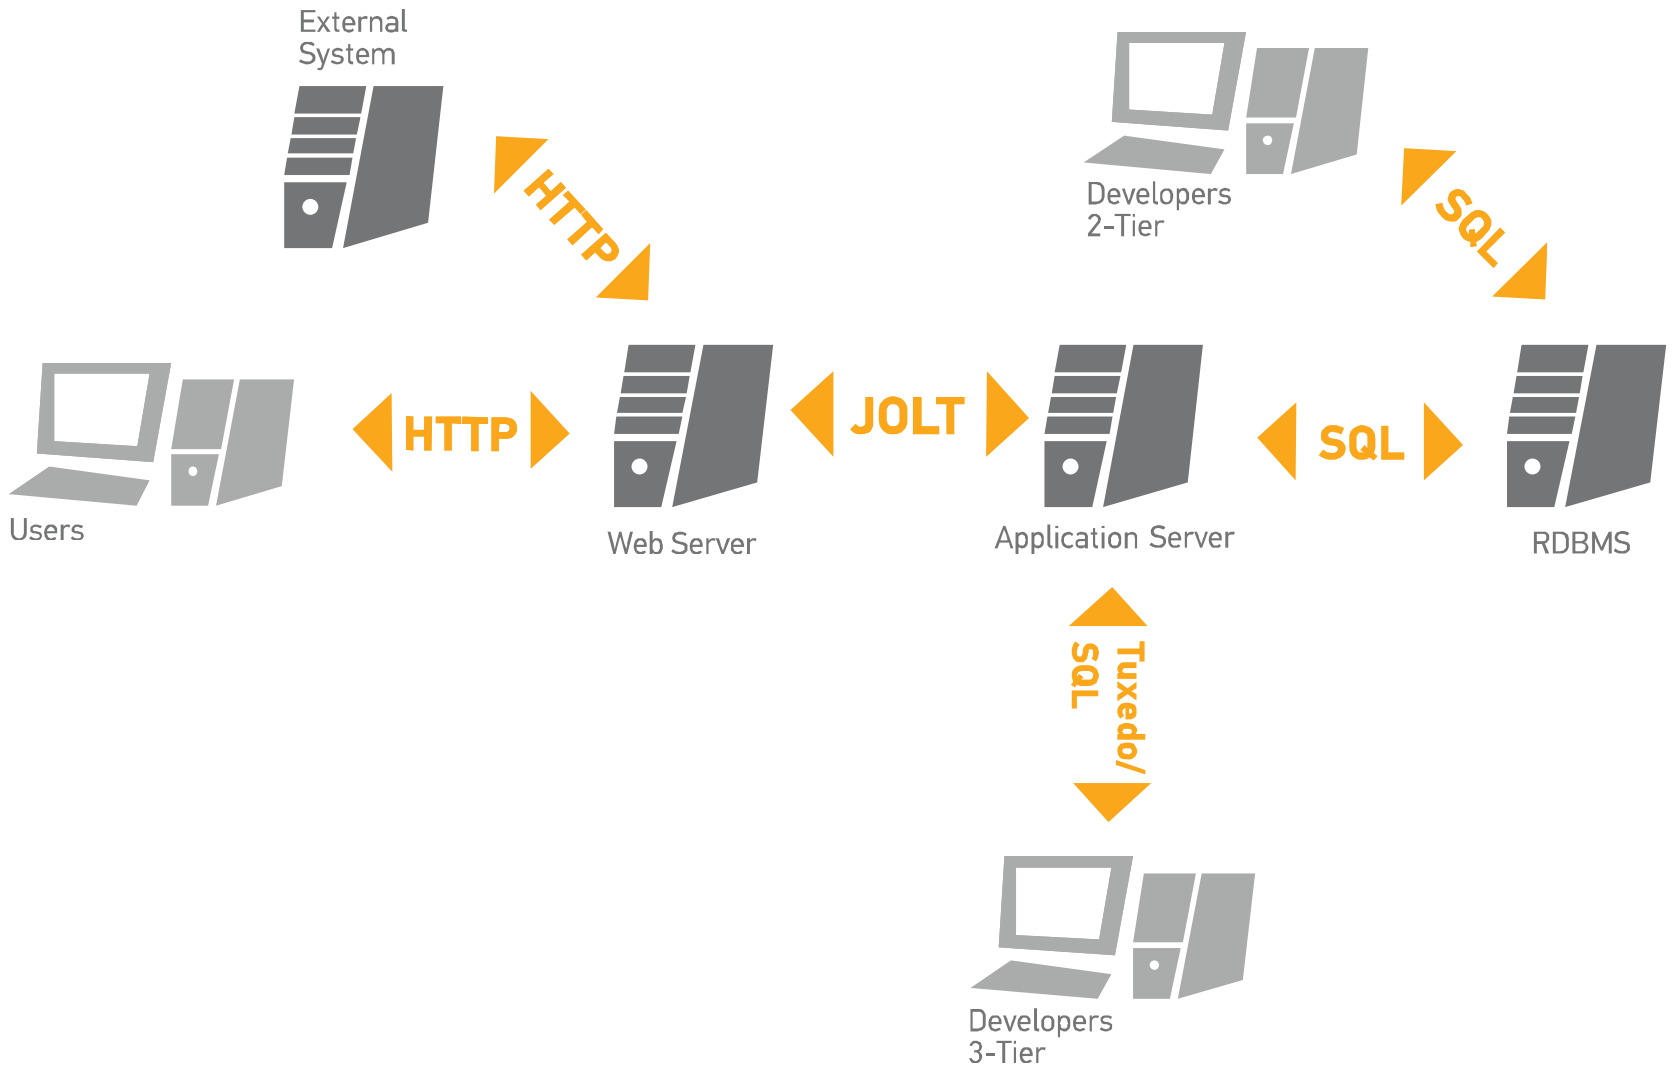 External
System
Developers
2-Tier
HTTP
SQL
HTTP
JOLT
SQL
Users
Web Server
Application Server
RDBMS
Tuxedo/
SQL
Developers
3-Tier